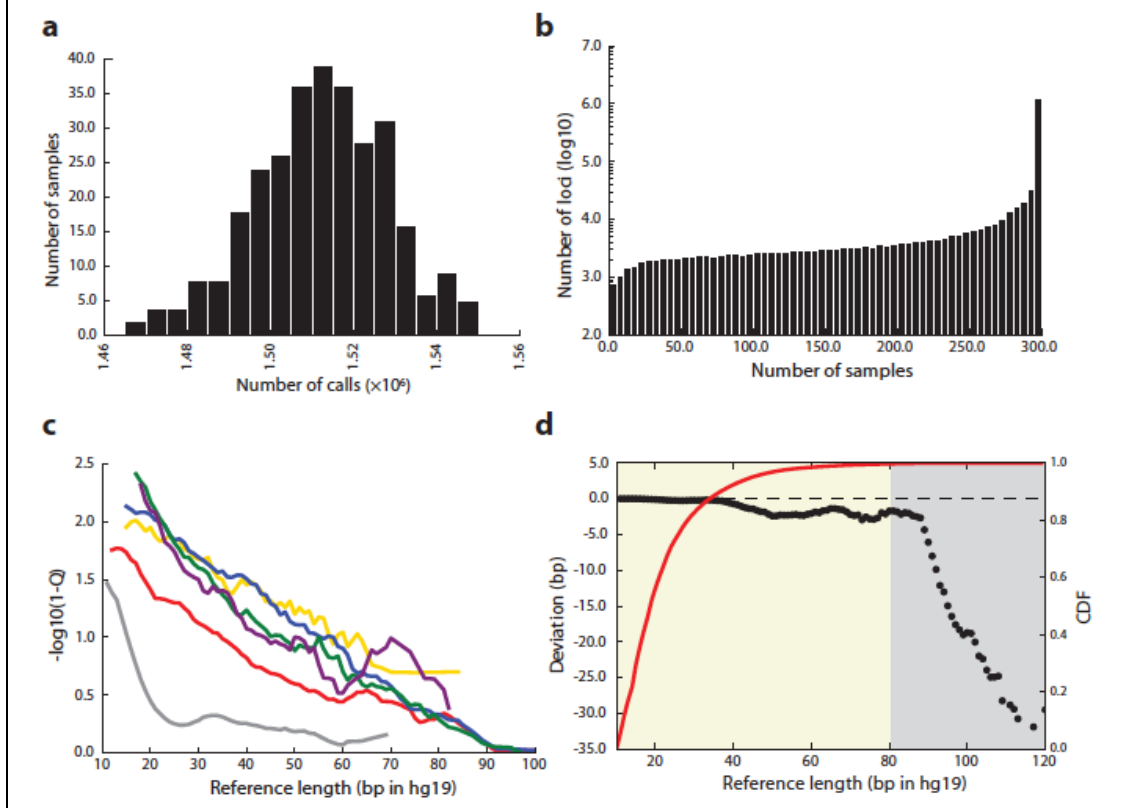 a
40.0
35.0
30.0
25.0
20.0
15.0
10.0
5.0
0.0
Number of samples
1.46
1.48
1.50
1.52
1.54
1.56
Number of calls (×10⁶)
b
7.0
6.0
5.0
4.0
3.0
2.0
Number of loci (log10)
0.0 50.0 100.0 150.0 200.0 250.0 300.0
Number of samples
c
2.5
2.0
1.5
1.0
0.5
0.0
-log10(1-Q)
10 20 30 40 50 60 70 80 90 100
Reference length (bp in hg19)
d
5.0
0.0
-5.0
-10.0
-15.0
-20.0
-25.0
-30.0
-35.0
Deviation (bp)
1.0
0.8
0.6
0.4
0.2
0.0
CDF
20 40 60 80 100 120
Reference length (bp in hg19)